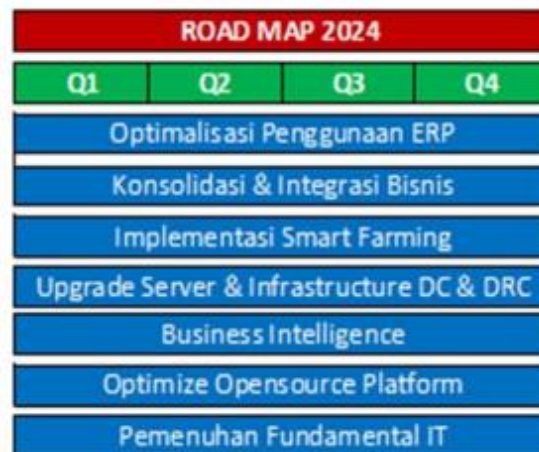 ROAD MAP 2024
Q1 Q2 Q3 Q4
Optimalisasi Penggunaan ERP
Konsolidasi & Integrasi Bisnis
Implementasi Smart Farming
Upgrade Server & Infrastructure DC & DRC
Business Intelligence
Optimize Opensource Platform
Pemenuhan Fundamental IT